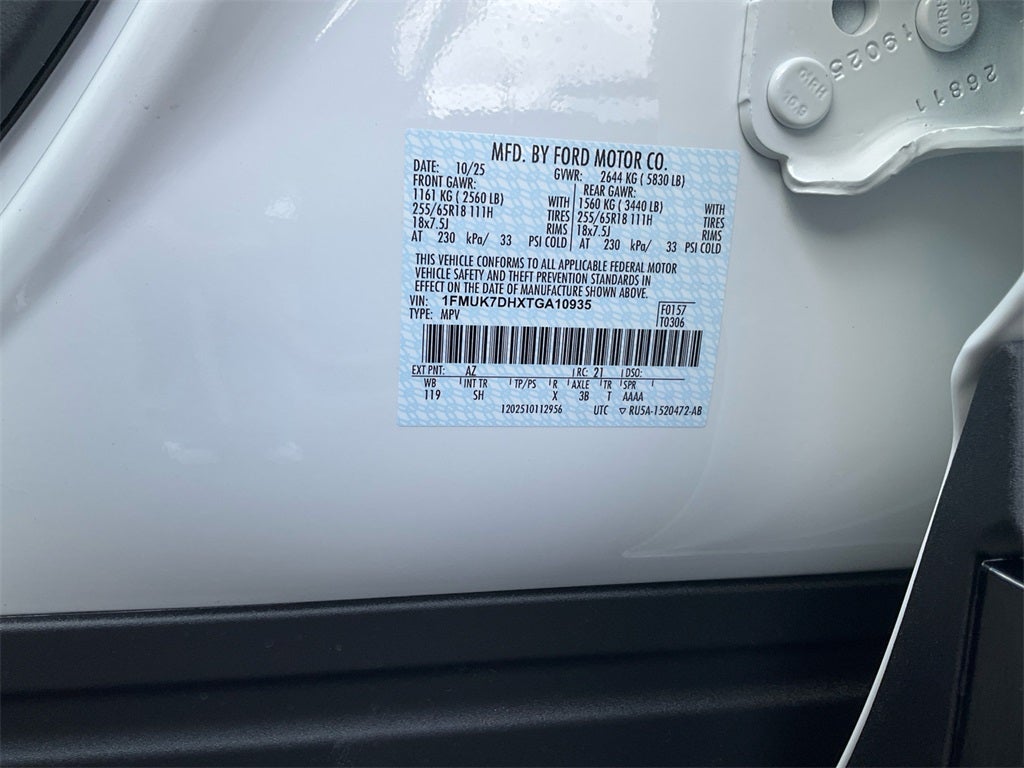 MFD. BY FORD MOTOR CO.
DATE: 10/25 GVWR: 2644 KG ( 5830 LB)
FRONT GAWR: REAR GAWR:
1161 KG ( 2560 LB) WITH 1560 KG ( 3440 LB) WITH
255/65R18 111H TIRES 255/65R18 111H TIRES
18x7.5J RIMS 18x7.5J RIMS
AT 230 kPa/ 33 PSI COLD AT 230 kPa/ 33 PSI COLD
THIS VEHICLE CONFORMS TO ALL APPLICABLE FEDERAL MOTOR
VEHICLE SAFETY AND THEFT PREVENTION STANDARDS IN
EFFECT ON THE DATE OF MANUFACTURE SHOWN ABOVE.
VIN: 1FMUK7DHXTGA10935 F0157
TYPE: MPV T0306
EXT PNT: AZ RC: 21 DSO:
WB INT TR TP/PS R AXLE TR SPR
119 SH X 3B T AAAA
1202510112956 UTC ▽ RU5A-1520472-AB
19025
26811
01RH
10.9